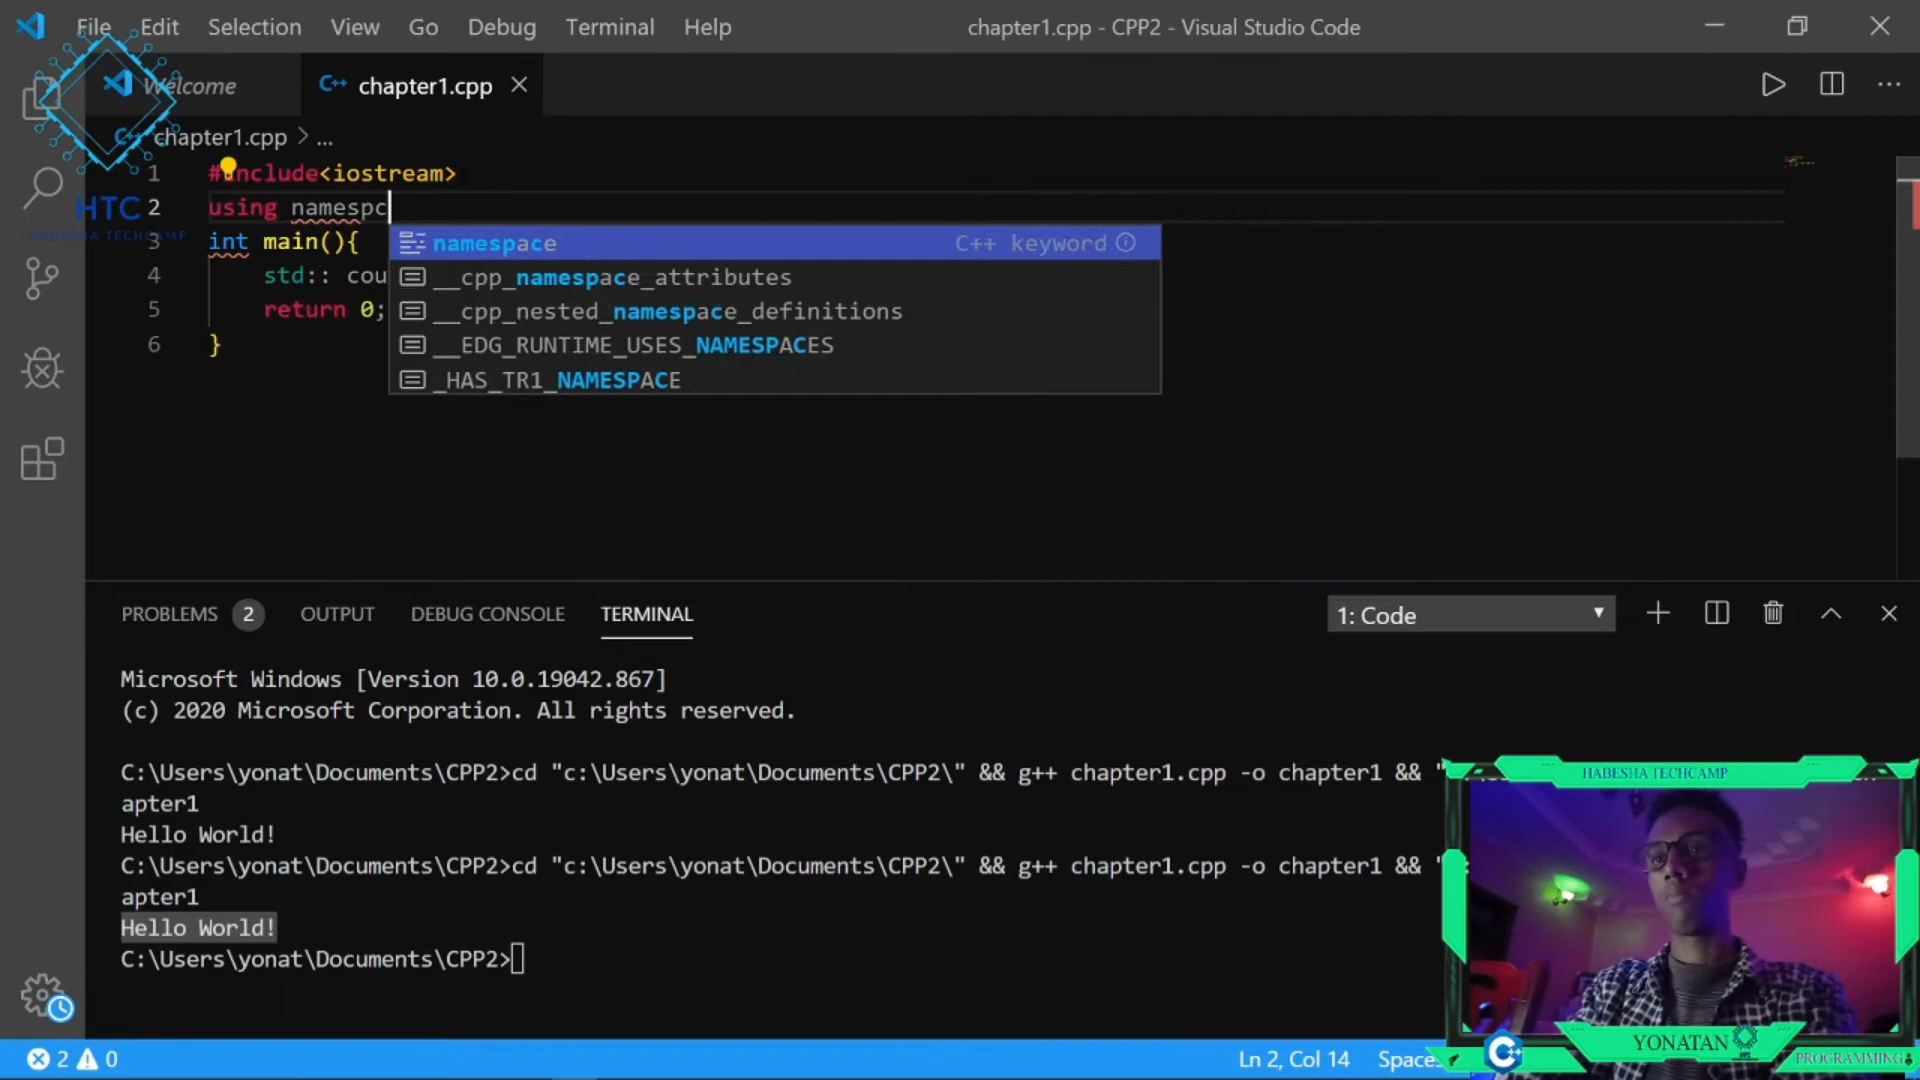 File Edit Selection View Go Debug Terminal Help chapter1.cpp - CPP2 - Visual Studio Code
Welcome C++ chapter1.cpp
C++ chapter1.cpp > ...
1 #include<iostream>
HTC 2 using namespc
HABESHA TECHCAMP
3 int main(){
namespace C++ keyword
4 std:: cou
__cpp_namespace_attributes
5 return 0;
__cpp_nested_namespace_definitions
6 }
__EDG_RUNTIME_USES_NAMESPACES
_HAS_TR1_NAMESPACE
PROBLEMS 2 OUTPUT DEBUG CONSOLE TERMINAL 1: Code
Microsoft Windows [Version 10.0.19042.867]
(c) 2020 Microsoft Corporation. All rights reserved.
C:\Users\yonat\Documents\CPP2>cd "c:\Users\yonat\Documents\CPP2\" && g++ chapter1.cpp -o chapter1 && "
apter1
Hello World!
C:\Users\yonat\Documents\CPP2>cd "c:\Users\yonat\Documents\CPP2\" && g++ chapter1.cpp -o chapter1 && "
apter1
Hello World!
C:\Users\yonat\Documents\CPP2>
HABESHA TECHCAMP
YONATAN
C++
PROGRAMMING
2 0 Ln 2, Col 14 Spaces